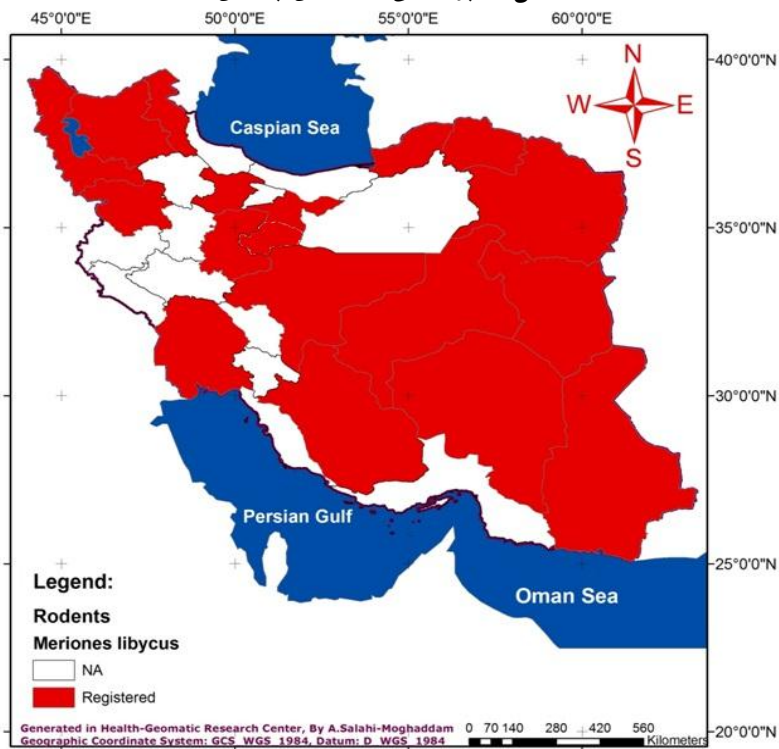 45°0'0"E 50°0'0"E 55°0'0"E 60°0'0"E
40°0'0"N
N
W E
S
Caspian Sea
35°0'0"N
30°0'0"N
Persian Gulf
25°0'0"N
Oman Sea
Legend:
Rodents
Meriones libycus
NA
Registered
Generated in Health-Geomatic Research Center, By A.Salahi-Moghaddam
Geographic Coordinate System: GCS_WGS_1984, Datum: D_WGS_1984
0 70 140 280 420 560
Kilometers
20°0'0"N